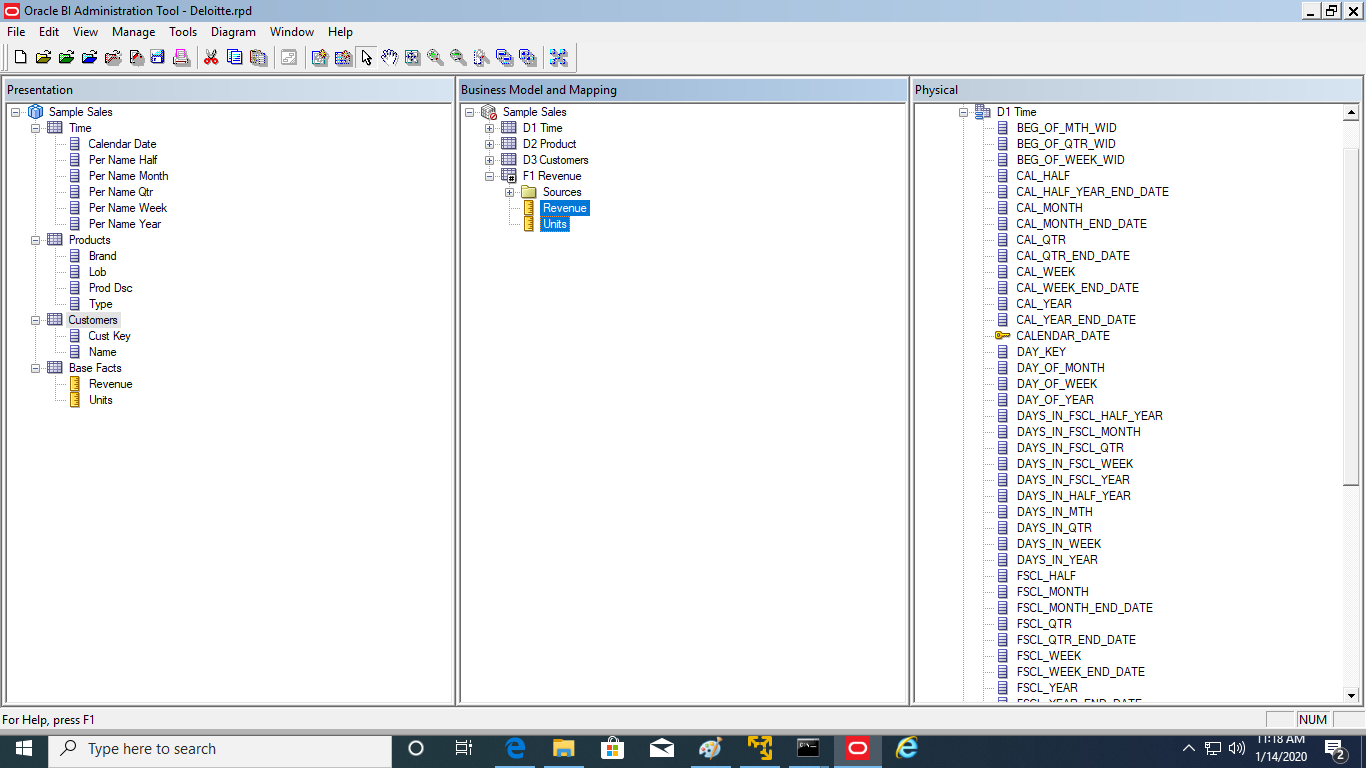 Oracle BI Administration Tool - Deloitte.rpd
File Edit View Manage Tools Diagram Window Help
Presentation
Sample Sales
Time
Calendar Date
Per Name Half
Per Name Month
Per Name Qtr
Per Name Week
Per Name Year
Products
Brand
Lob
Prod Dsc
Type
Customers
Cust Key
Name
Base Facts
Revenue
Units
Business Model and Mapping
Sample Sales
D1 Time
D2 Product
D3 Customers
F1 Revenue
Sources
Revenue
Units
Physical
D1 Time
BEG_OF_MTH_WID
BEG_OF_QTR_WID
BEG_OF_WEEK_WID
CAL_HALF
CAL_HALF_YEAR_END_DATE
CAL_MONTH
CAL_MONTH_END_DATE
CAL_QTR
CAL_QTR_END_DATE
CAL_WEEK
CAL_WEEK_END_DATE
CAL_YEAR
CAL_YEAR_END_DATE
CALENDAR_DATE
DAY_KEY
DAY_OF_MONTH
DAY_OF_WEEK
DAY_OF_YEAR
DAYS_IN_FSCL_HALF_YEAR
DAYS_IN_FSCL_MONTH
DAYS_IN_FSCL_QTR
DAYS_IN_FSCL_WEEK
DAYS_IN_FSCL_YEAR
DAYS_IN_HALF_YEAR
DAYS_IN_MTH
DAYS_IN_QTR
DAYS_IN_WEEK
DAYS_IN_YEAR
FSCL_HALF
FSCL_MONTH
FSCL_MONTH_END_DATE
FSCL_QTR
FSCL_QTR_END_DATE
FSCL_WEEK
FSCL_WEEK_END_DATE
FSCL_YEAR
FSCL_YEAR_END_DATE
For Help, press F1
NUM
Type here to search
11:18 AM
1/14/2020
2